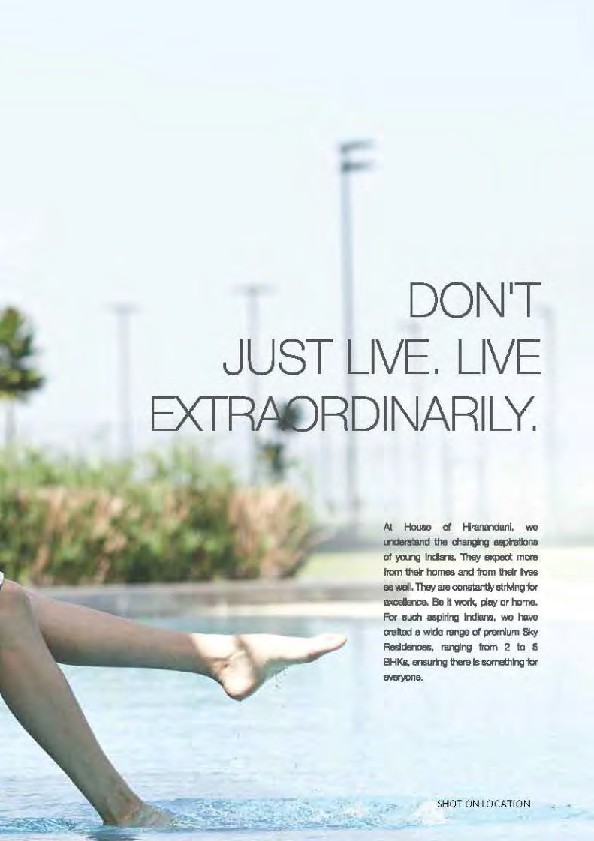 DON'T
JUST LIVE. LIVE
EXTRAORDINARILY.
At House of Hiranandani, we
understand the changing aspirations
of young Indians. They expect more
from their homes and from their lives
as well. They are constantly striving for
excellence. Be it work, play or home.
For such aspiring Indians, we have
crafted a wide range of premium Sky
Residences, ranging from 2 to
BHKs, ensuring there is something for
everyone.
SHOT ON LOCATION